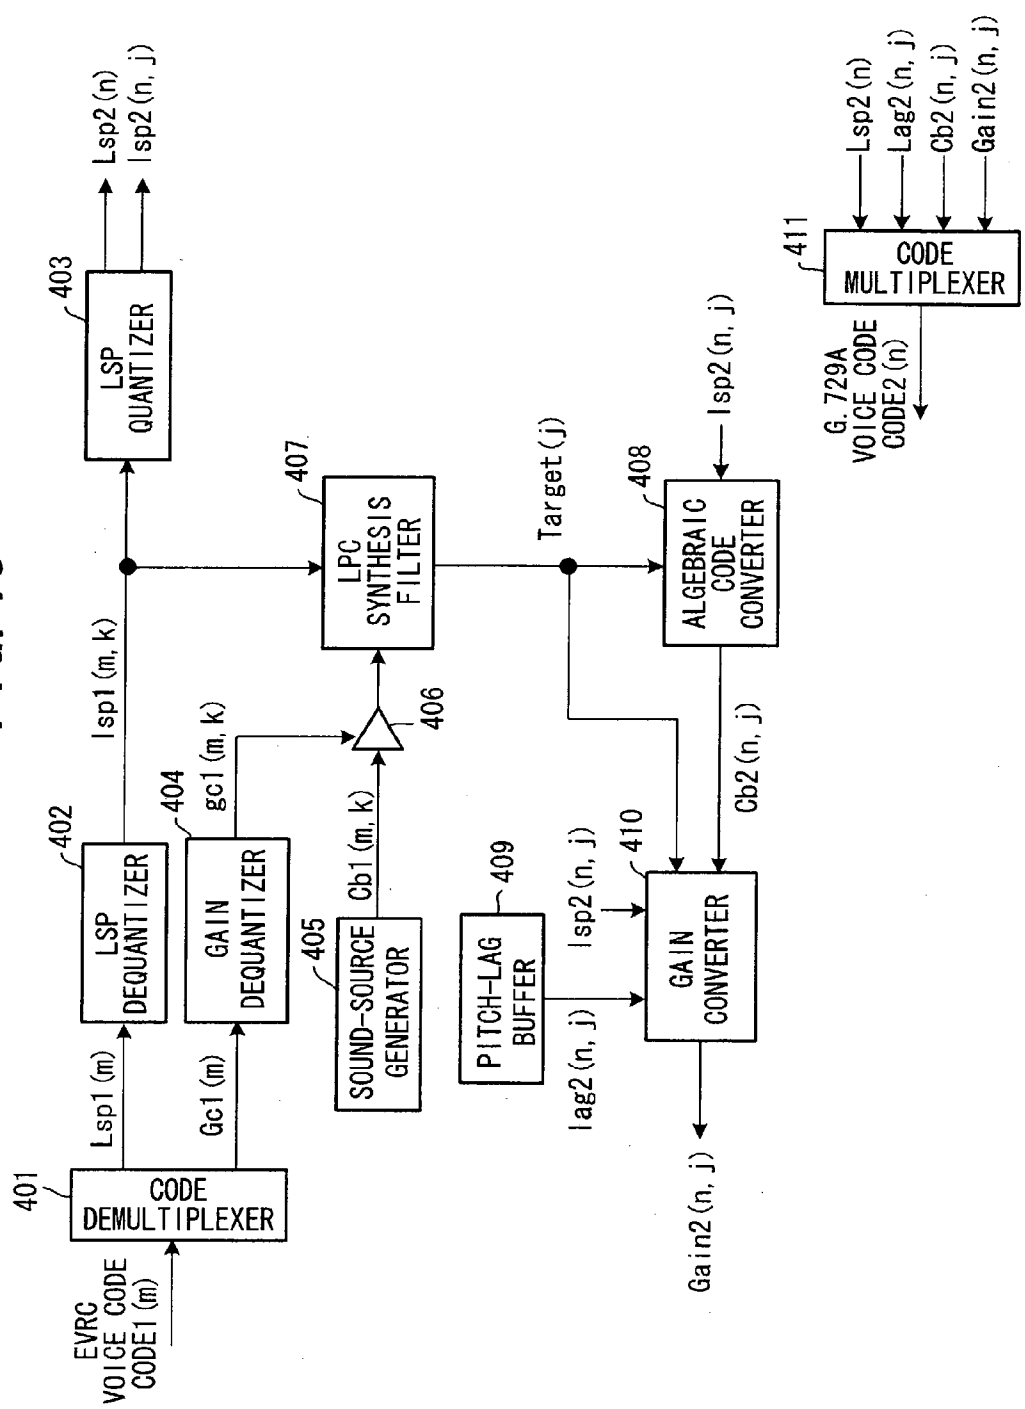 EVRC
VOICE CODE
CODE1(m)
401
CODE
DEMULTIPLEXER
Lsp1(m)
Gc1(m)
402
LSP
DEQUANTIZER
404
GAIN
DEQUANTIZER
lsp1(m,k)
gc1(m,k)
405
SOUND-SOURCE
GENERATOR
Cb1(m,k)
406
407
LPC
SYNTHESIS
FILTER
403
LSP
QUANTIZER
Lsp2(n)
lsp2(n,j)
409
PITCH-LAG
BUFFER
lag2(n,j)
lsp2(n,j)
410
GAIN
CONVERTER
Gain2(n,j)
Cb2(n,j)
Target(j)
408
ALGEBRAIC
CODE
CONVERTER
lsp2(n,j)
G.729A
VOICE CODE
CODE2(n)
411
CODE
MULTIPLEXER
Lsp2(n)
Lag2(n,j)
Cb2(n,j)
Gain2(n,j)